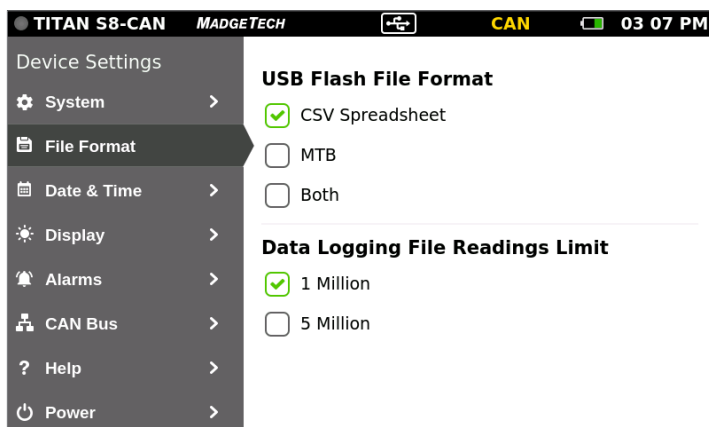 TITAN S8-CAN MADGETECH CAN 03 07 PM
Device Settings
System
File Format
Date & Time
Display
Alarms
CAN Bus
Help
Power
USB Flash File Format
CSV Spreadsheet
MTB
Both
Data Logging File Readings Limit
1 Million
5 Million